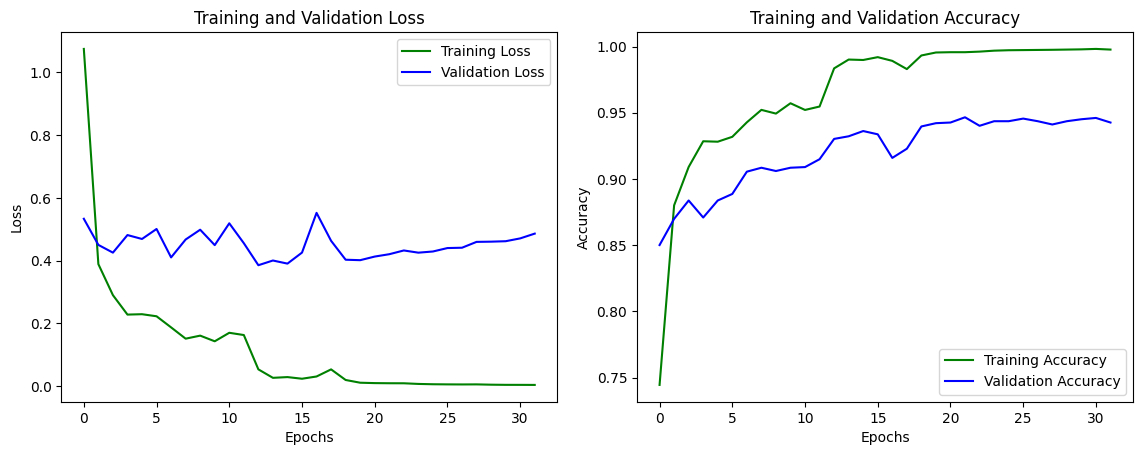 Training and Validation Loss
Training Loss
Validation Loss
1.0
0.8
0.6
0.4
0.2
0.0
Loss
0 5 10 15 20 25 30
Epochs
Training and Validation Accuracy
1.00
0.95
0.90
0.85
0.80
0.75
Accuracy
Training Accuracy
Validation Accuracy
0 5 10 15 20 25 30
Epochs